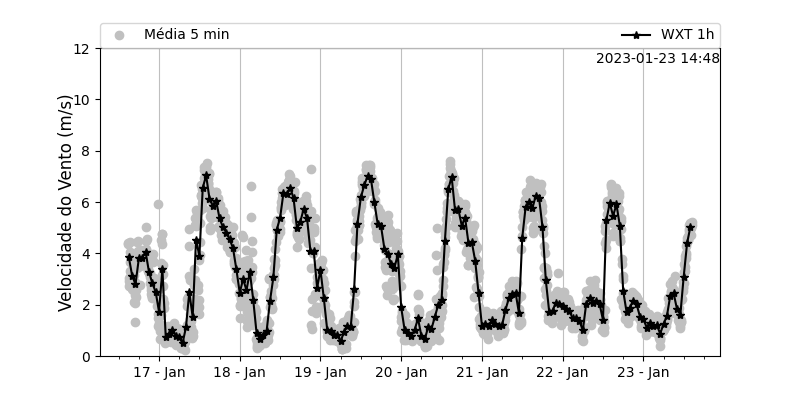 Média 5 min
WXT 1h
2023-01-23 14:48
Velocidade do Vento (m/s)
12
10
8
6
4
2
0
17 - Jan
18 - Jan
19 - Jan
20 - Jan
21 - Jan
22 - Jan
23 - Jan